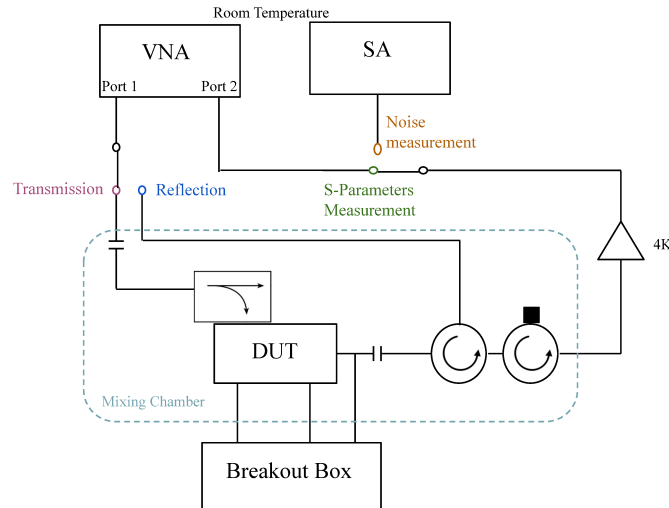 Room Temperature
VNA
SA
Port 1
Port 2
Noise
measurement
Transmission
Reflection
S-Parameters
Measurement
4K
DUT
Mixing Chamber
Breakout Box